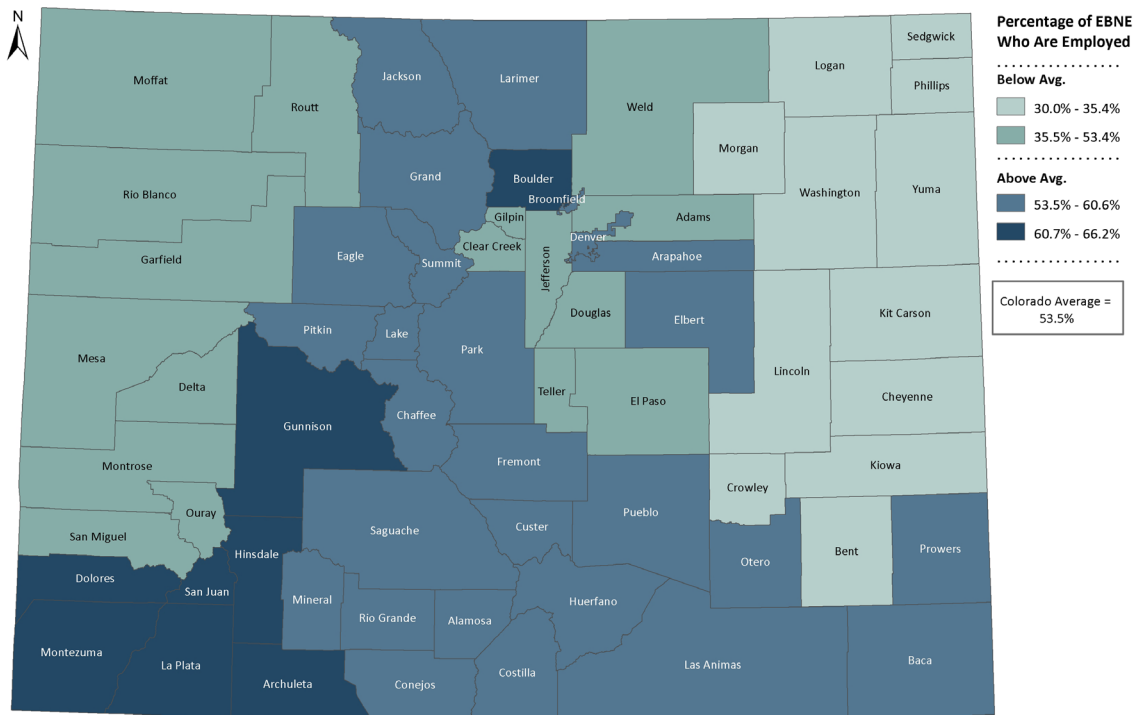 N
Percentage of EBNE
Who Are Employed
Below Avg.
30.0% - 35.4%
35.5% - 53.4%
Above Avg.
53.5% - 60.6%
60.7% - 66.2%
Colorado Average =
53.5%
Moffat
Routt
Jackson
Larimer
Weld
Logan
Sedgwick
Phillips
Morgan
Washington
Yuma
Rio Blanco
Grand
Boulder
Broomfield
Gilpin
Adams
Denver
Arapahoe
Clear Creek
Jefferson
Garfield
Eagle
Summit
Douglas
Elbert
Kit Carson
Lincoln
Pitkin
Lake
Park
Mesa
Delta
Teller
El Paso
Cheyenne
Gunnison
Chaffee
Fremont
Kiowa
Montrose
Crowley
Ouray
Saguache
Custer
Pueblo
San Miguel
Hinsdale
Otero
Bent
Prowers
Dolores
San Juan
Mineral
Rio Grande
Alamosa
Huerfano
Montezuma
La Plata
Archuleta
Conejos
Costilla
Las Animas
Baca